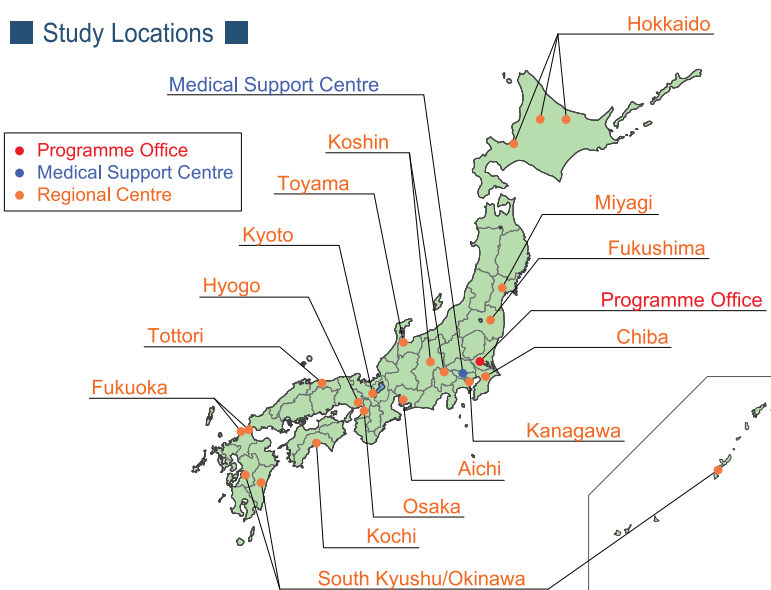 Study Locations
Hokkaido
Medical Support Centre
Programme Office
Medical Support Centre
Regional Centre
Koshin
Toyama
Miyagi
Kyoto
Fukushima
Hyogo
Programme Office
Tottori
Chiba
Fukuoka
Kanagawa
Aichi
Osaka
Kochi
South Kyushu/Okinawa